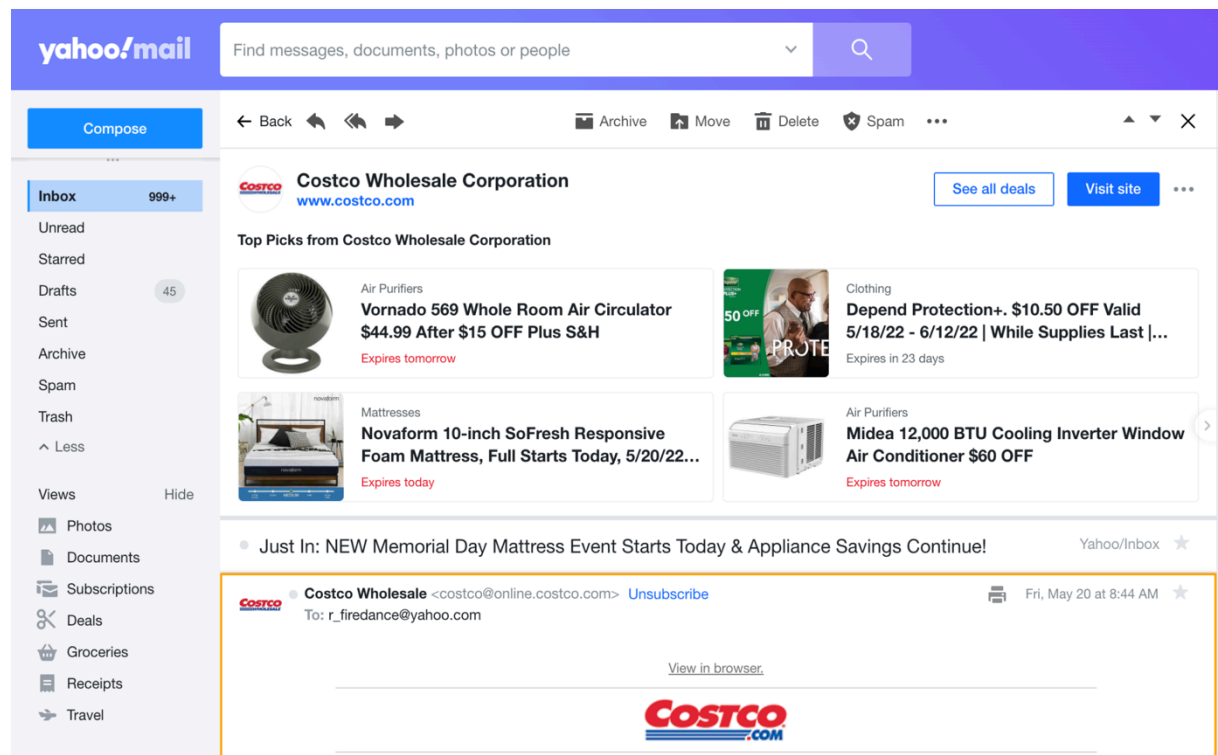 yahoo!mail
Find messages, documents, photos or people
Compose
Back
Archive
Move
Delete
Spam
Inbox 999+
Unread
Starred
Drafts 45
Sent
Archive
Spam
Trash
Less
Views Hide
Photos
Documents
Subscriptions
Deals
Groceries
Receipts
Travel
COSTCO
WHOLESALE
Costco Wholesale Corporation
www.costco.com
See all deals
Visit site
Top Picks from Costco Wholesale Corporation
Air Purifiers
Vornado 569 Whole Room Air Circulator
$44.99 After $15 OFF Plus S&H
Expires tomorrow
50 OFF
PROTE
Clothing
Depend Protection+. $10.50 OFF Valid
5/18/22 - 6/12/22 | While Supplies Last |...
Expires in 23 days
novaform
Mattresses
Novaform 10-inch SoFresh Responsive
Foam Mattress, Full Starts Today, 5/20/22...
Expires today
Air Purifiers
Midea 12,000 BTU Cooling Inverter Window
Air Conditioner $60 OFF
Expires tomorrow
Just In: NEW Memorial Day Mattress Event Starts Today & Appliance Savings Continue!
Yahoo/Inbox
COSTCO
WHOLESALE
Costco Wholesale <costco@online.costco.com> Unsubscribe
Fri, May 20 at 8:44 AM
To: r_firedance@yahoo.com
View in browser.
COSTCO
.COM